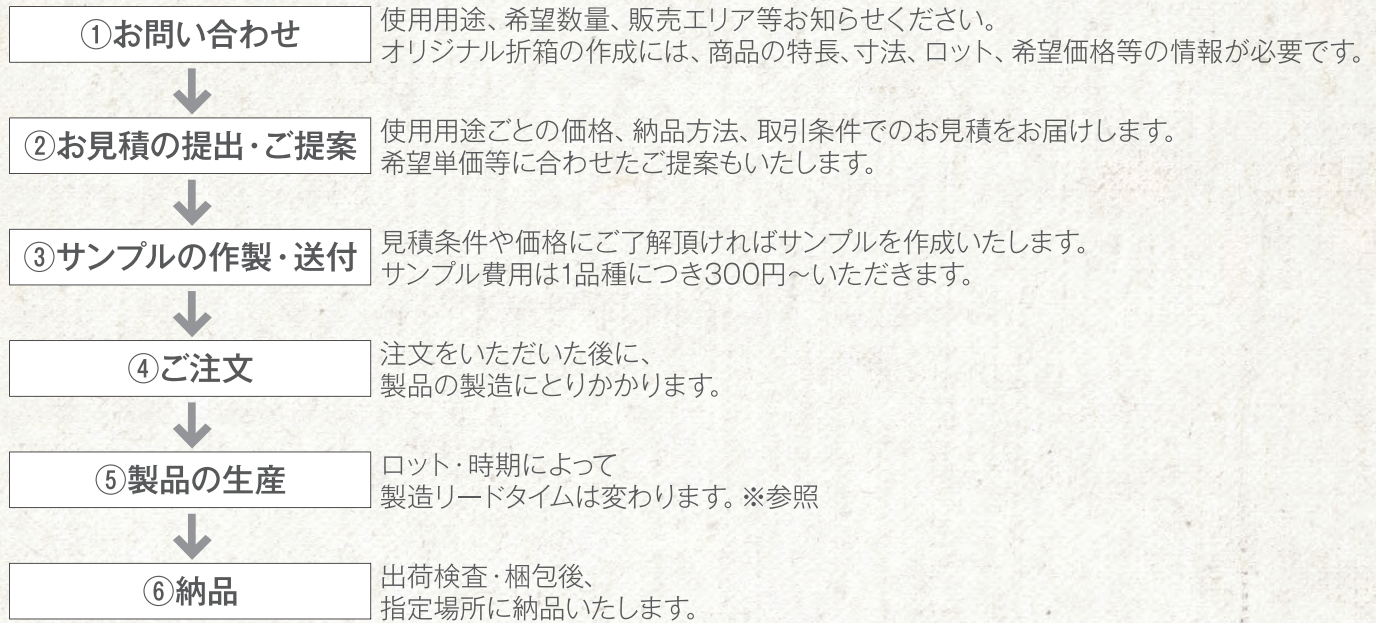 ①お問い合わせ
使用用途、希望数量、販売エリア等お知らせください。
オリジナル折箱の作成には、商品の特長、寸法、ロット、希望価格等の情報が必要です。
②お見積の提出・ご提案
使用用途ごとの価格、納品方法、取引条件でのお見積をお届けします。
希望単価等に合わせたご提案もいたします。
③サンプルの作製・送付
見積条件や価格にご了解頂ければサンプルを作成いたします。
サンプル費用は1品種につき300円〜いただきます。
④ご注文
注文をいただいた後に、
製品の製造にとりかかります。
⑤製品の生産
ロット・時期によって
製造リードタイムは変わります。※参照
⑥納品
出荷検査・梱包後、
指定場所に納品いたします。